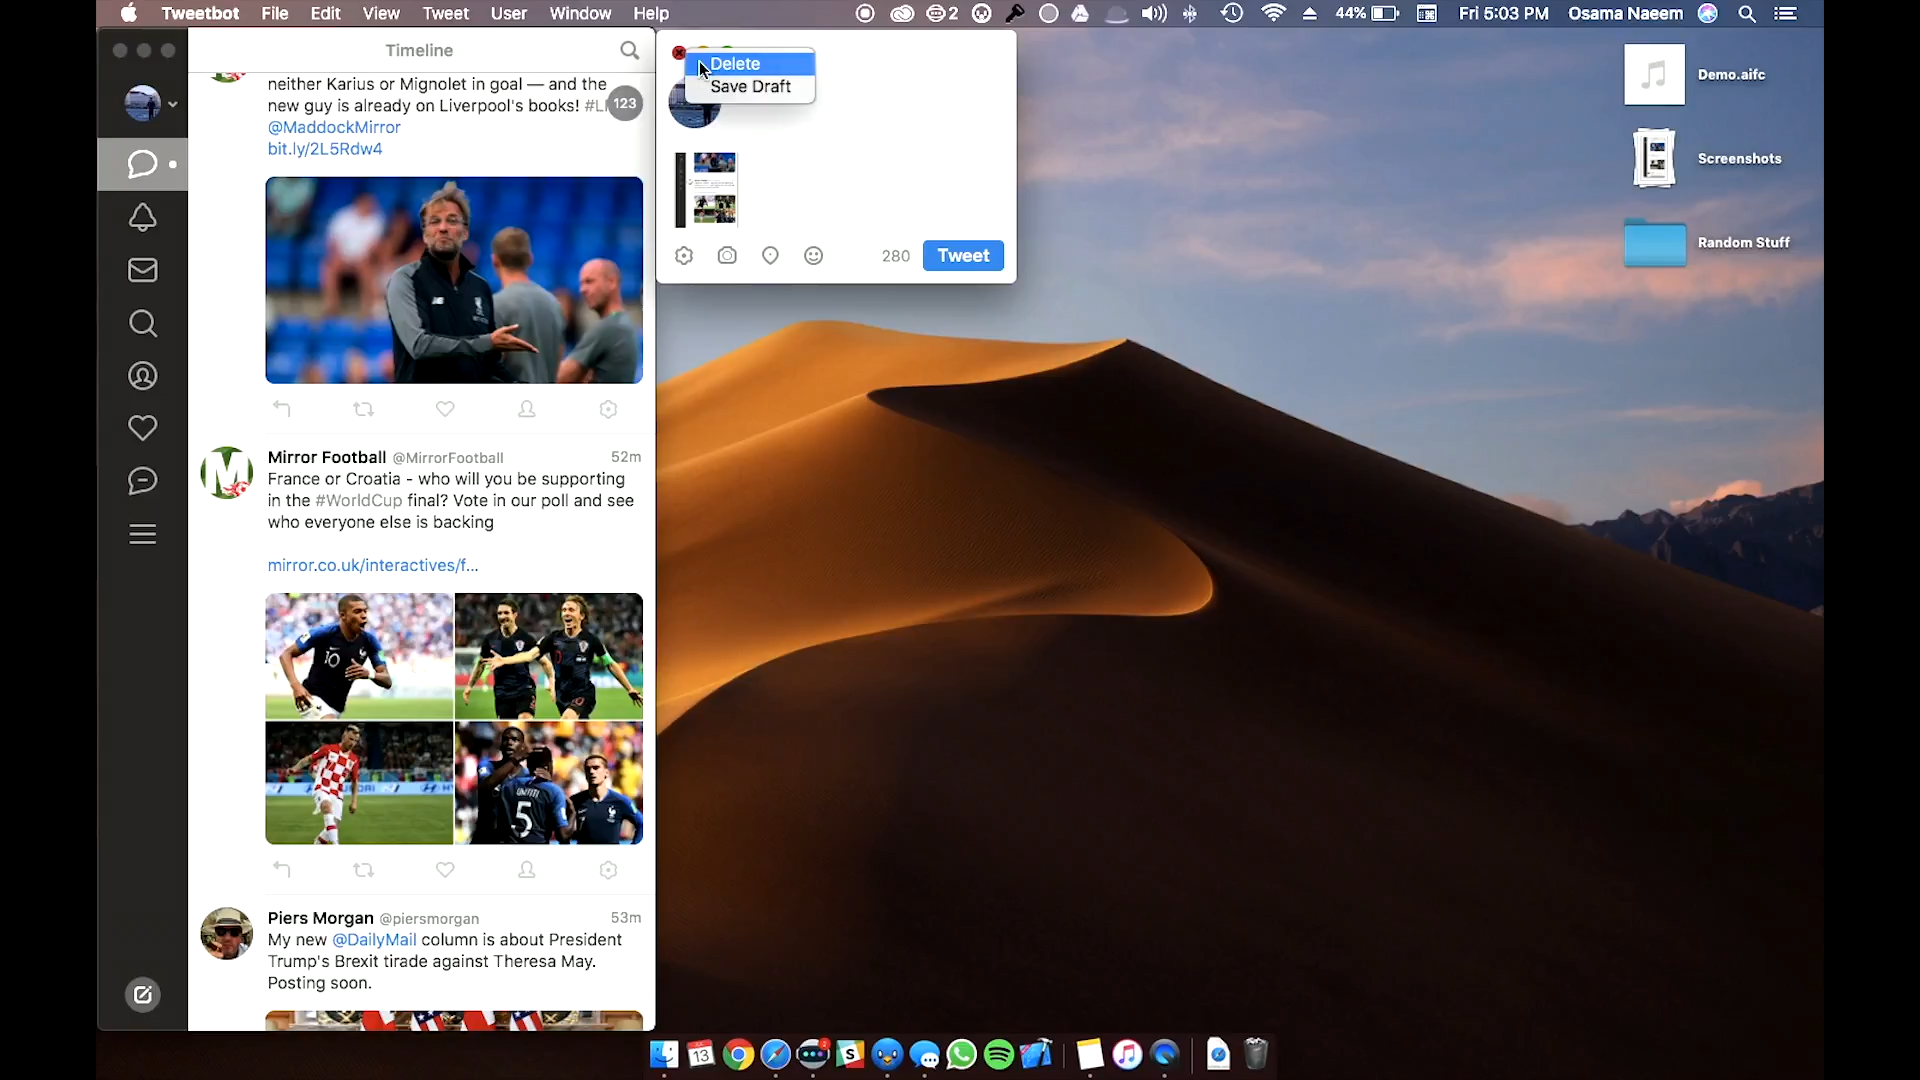 Tweetbot File Edit View Tweet User Window Help
2 44% Fri 5:03 PM Osama Naeem
Timeline
neither Karius or Mignolet in goal — and the
new guy is already on Liverpool's books! #L
123
@MaddockMirror
bit.ly/2L5Rdw4
Mirror Football @MirrorFootball 52m
France or Croatia - who will you be supporting
in the #WorldCup final? Vote in our poll and see
who everyone else is backing
mirror.co.uk/interactives/f...
10
UMTITI
5
Piers Morgan @piersmorgan 53m
My new @DailyMail column is about President
Trump's Brexit tirade against Theresa May.
Posting soon.
Delete
Save Draft
280 Tweet
Demo.aifc
Screenshots
Random Stuff
13
S